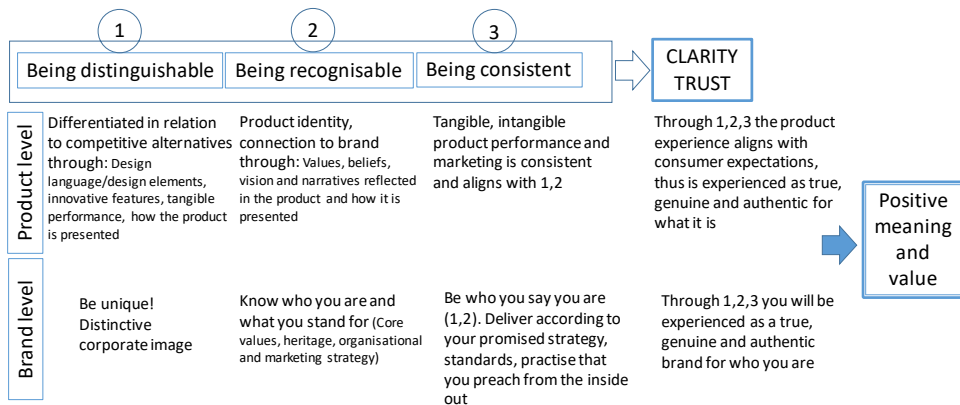 1
2
3
Being distinguishable
Being recognisable
Being consistent
CLARITY
TRUST
Product level
Differentiated in relation
to competitive alternatives
through: Design
language/design elements,
innovative features, tangible
performance, how the product
is presented
Product identity,
connection to brand
through: Values, beliefs,
vision and narratives reflected
in the product and how it is
presented
Tangible, intangible
product performance and
marketing is consistent
and aligns with 1,2
Through 1,2,3 the product
experience aligns with
consumer expectations,
thus is experienced as true,
genuine and authentic for
what it is
Positive
meaning
and
value
Brand level
Be unique!
Distinctive
corporate image
Know who you are and
what you stand for (Core
values, heritage, organisational
and marketing strategy)
Be who you say you are
(1,2). Deliver according to
your promised strategy,
standards, practise that
you preach from the inside
out
Through 1,2,3 you will be
experienced as a true,
genuine and authentic
brand for who you are